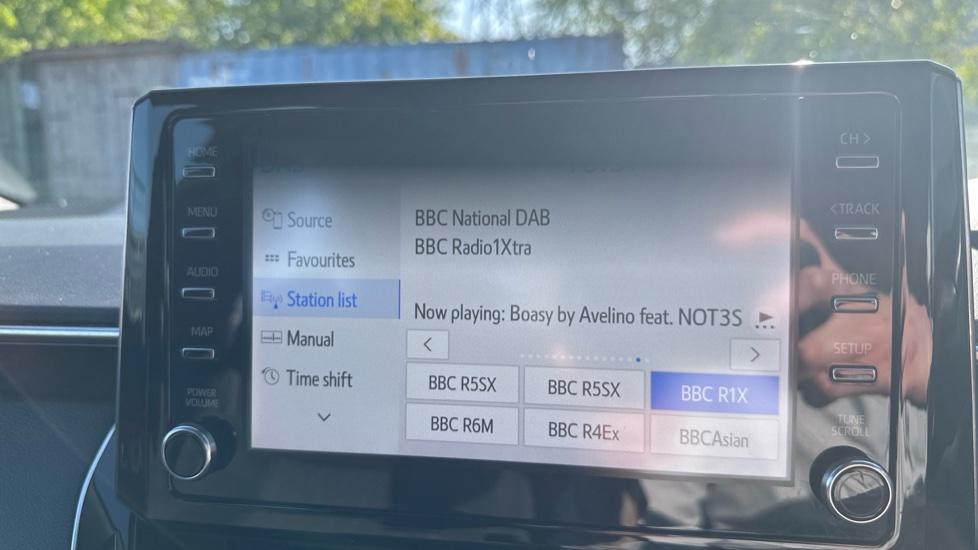 HOME
MENU
AUDIO
MAP
POWER
VOLUME
Source
Favourites
Station list
Manual
Time shift
BBC National DAB
BBC Radio1Xtra
Now playing: Boasy by Avelino feat. NOT3S
BBC R5SX
BBC R5SX
BBC R1X
BBC R6M
BBC R4Ex
BBCAsian
CH >
< TRACK
PHONE
SETUP
TUNE
SCROLL